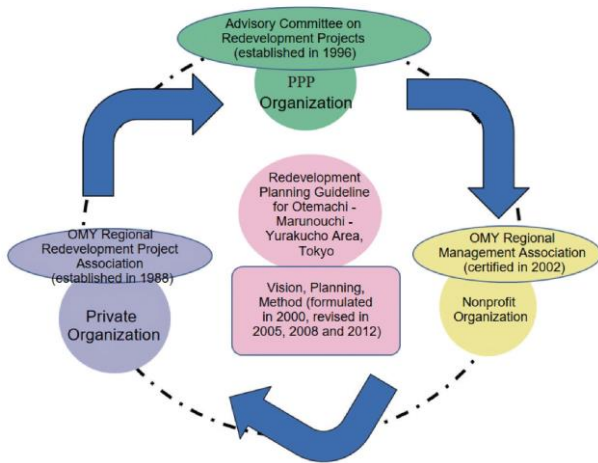 Advisory Committee on
Redevelopment Projects
(established in 1996)
PPP
Organization
Redevelopment
Planning Guideline
for Otemachi -
Marunouchi -
Yurakucho Area,
Tokyo
OMY Regional
Redevelopment Project
Association
(established in 1988)
Private
Organization
Vision, Planning,
Method (formulated
in 2000, revised in
2005, 2008 and 2012)
OMY Regional
Management Association
(certified in 2002)
Nonprofit
Organization